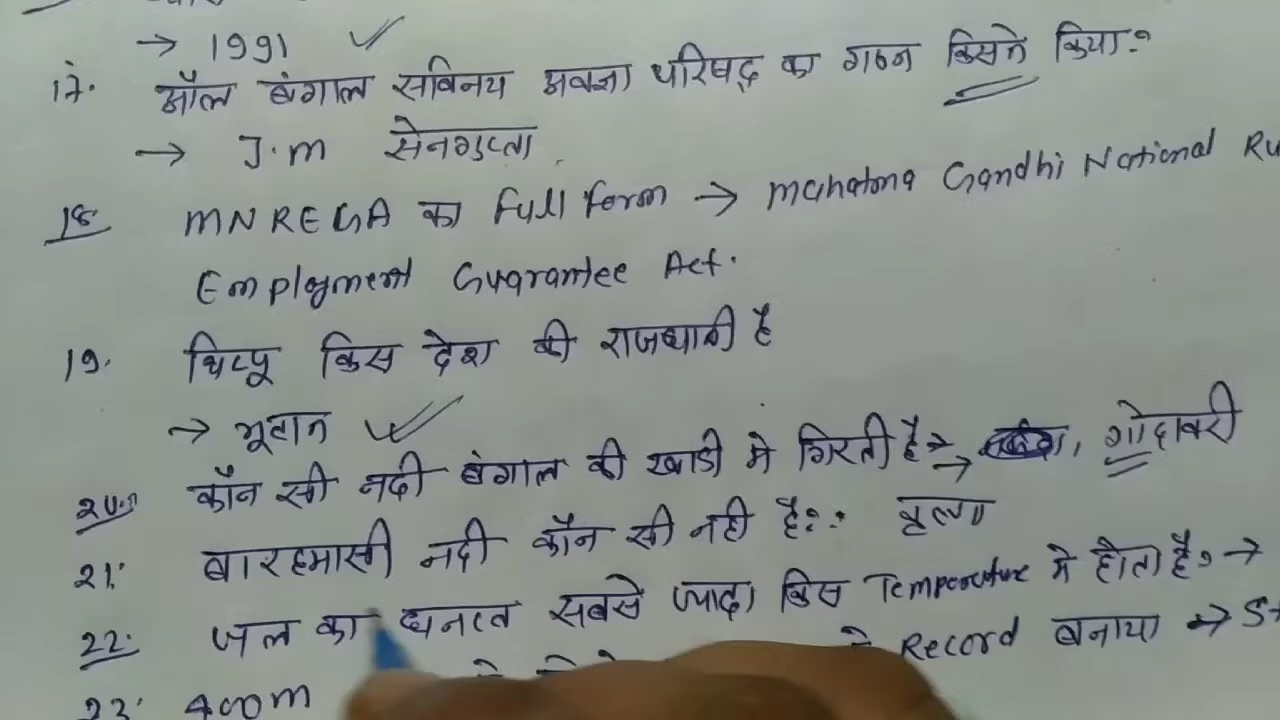 → 1991
17. ऑल बंगाल सविनय अवज्ञा परिषद् का गठन किसने किया?
→ J.m सेनगुप्ता
18. MNREGA का Full form → Mahatma Gandhi National Ru
Employment Guarantee Act.
19. थिम्पू किस देश की राजधानी है
→ भूटान
20. कौन सी नदी बंगाल की खाडी मे गिरती है → गोदावरी
21. बारहमासी नदी कौन सी नही है? कृष्णा
22. जल का घनत्व सबसे ज्यादा किस Temperature मे होता है? →
23. 400m Record बनाया →